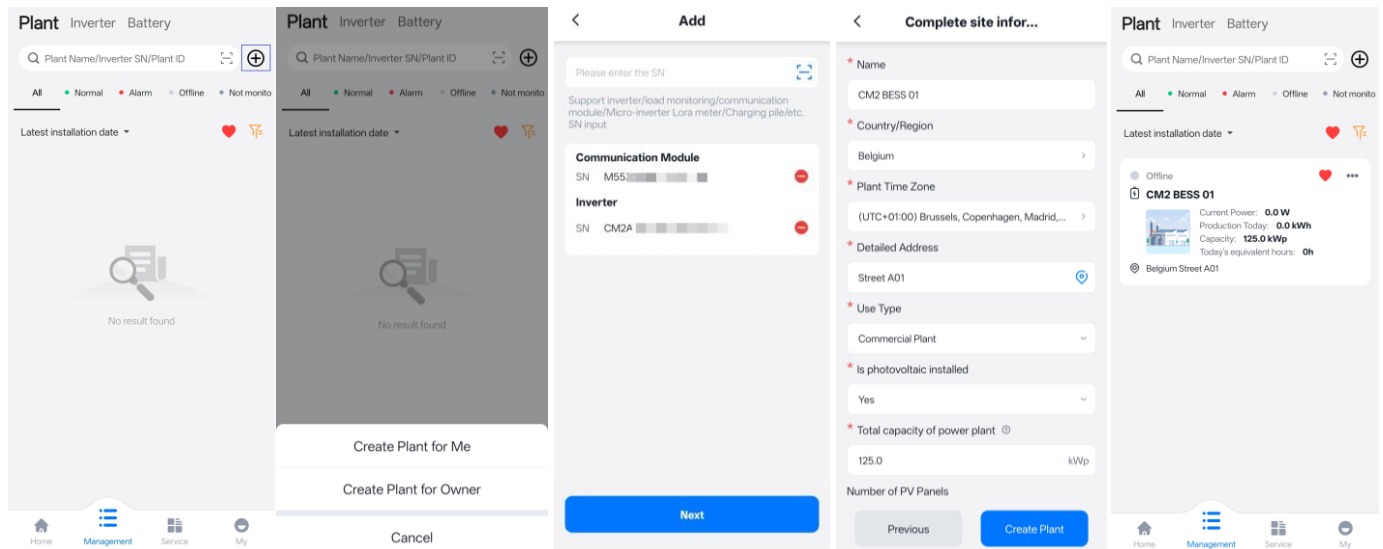 Plant Inverter Battery
Plant Name/Inverter SN/Plant ID
All Normal Alarm Offline Not monito
Latest installation date
No result found
Home Management Service My
Plant Inverter Battery
Plant Name/Inverter SN/Plant ID
All Normal Alarm Offline Not monito
Latest installation date
No result found
Create Plant for Me
Create Plant for Owner
Cancel
Add
Please enter the SN
Support inverter/load monitoring/communication
module/Micro-inverter Lora meter/Charging pile/etc.
SN input
Communication Module
SN M55
Inverter
SN CM2A
Next
Complete site infor...
* Name
CM2 BESS 01
* Country/Region
Belgium
* Plant Time Zone
(UTC+01:00) Brussels, Copenhagen, Madrid,...
* Detailed Address
Street A01
* Use Type
Commercial Plant
* Is photovoltaic installed
Yes
* Total capacity of power plant
125.0 kWp
Number of PV Panels
Previous Create Plant
Plant Inverter Battery
Plant Name/Inverter SN/Plant ID
All Normal Alarm Offline Not monito
Latest installation date
Offline
CM2 BESS 01
Current Power: 0.0 W
Production Today: 0.0 kWh
Capacity: 125.0 kWp
Today's equivalent hours: 0h
Belgium Street A01
Home Management Service My